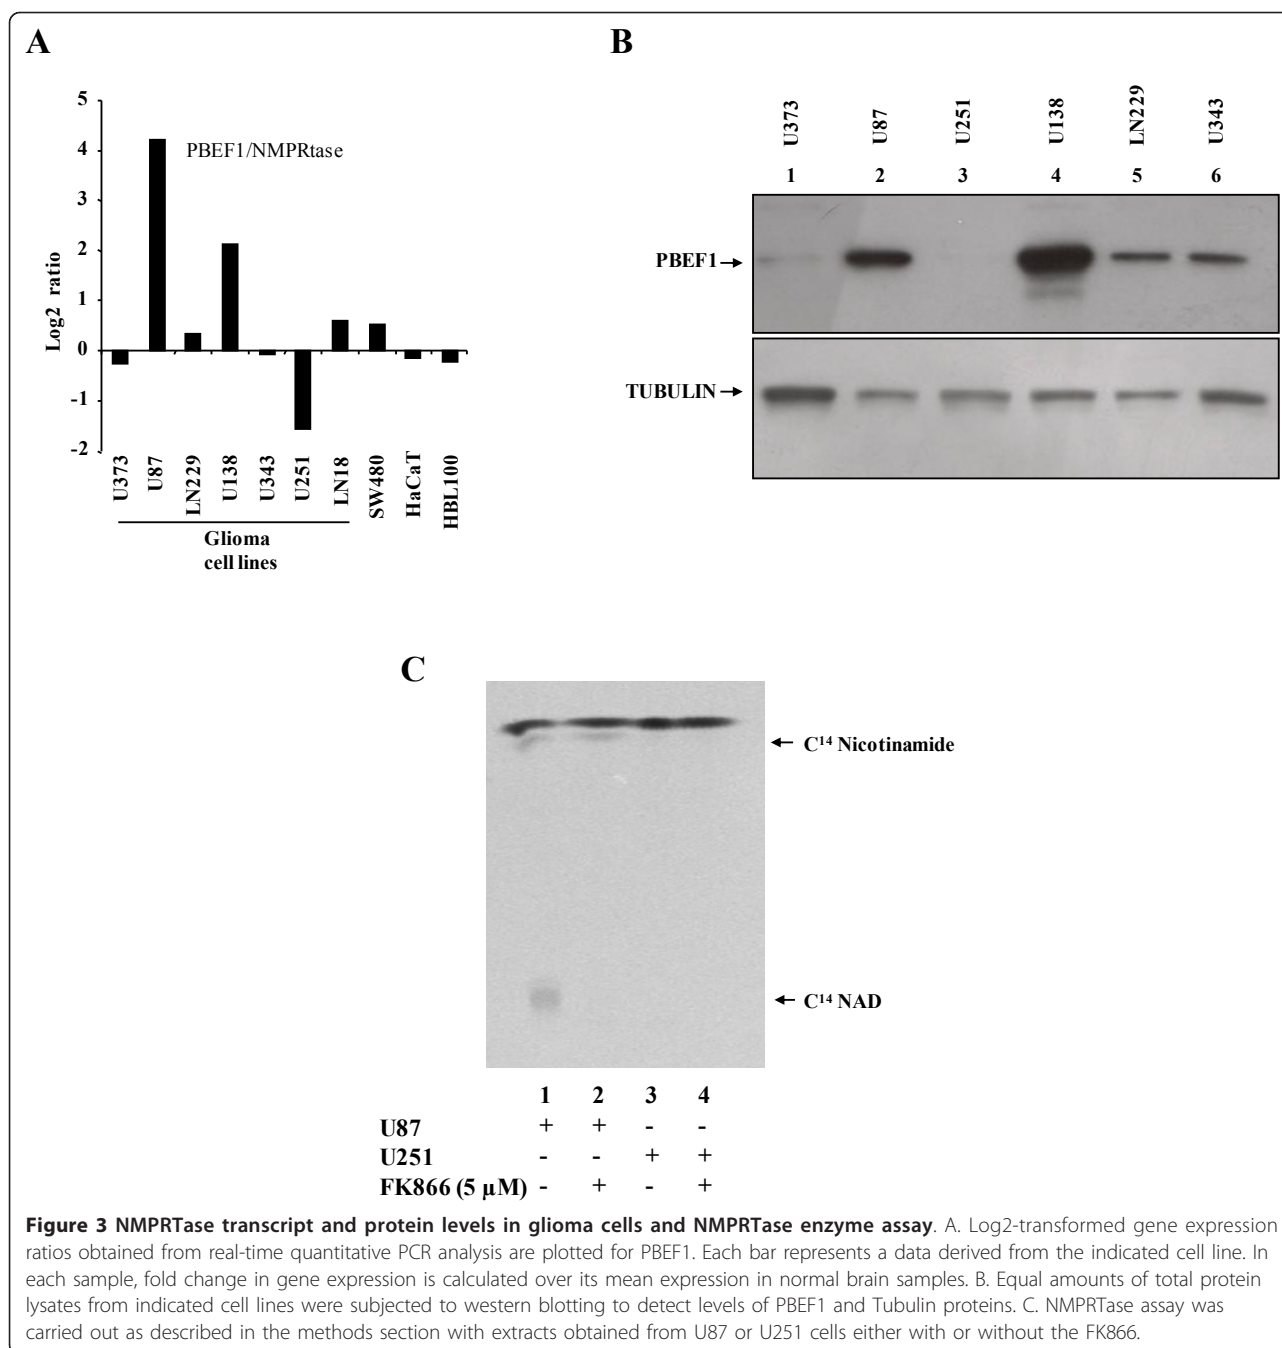 A
5
4
3
2
1
0
-1
-2
Log2 ratio
PBEF1/NMPRtase
U373
U87
LN229
U138
U343
U251
LN18
SW480
HaCaT
HBL100
Glioma
cell lines
B
U373
U87
U251
U138
LN229
U343
1 2 3 4 5 6
PBEF1
TUBULIN
C
C14 Nicotinamide
C14 NAD
1 2 3 4
U87 + + - -
U251 - - + +
FK866 (5 µM) - + - +
Figure 3 NMPRTase transcript and protein levels in glioma cells and NMPRTase enzyme assay. A. Log2-transformed gene expression
ratios obtained from real-time quantitative PCR analysis are plotted for PBEF1. Each bar represents a data derived from the indicated cell line. In
each sample, fold change in gene expression is calculated over its mean expression in normal brain samples. B. Equal amounts of total protein
lysates from indicated cell lines were subjected to western blotting to detect levels of PBEF1 and Tubulin proteins. C. NMPRTase assay was
carried out as described in the methods section with extracts obtained from U87 or U251 cells either with or without the FK866.